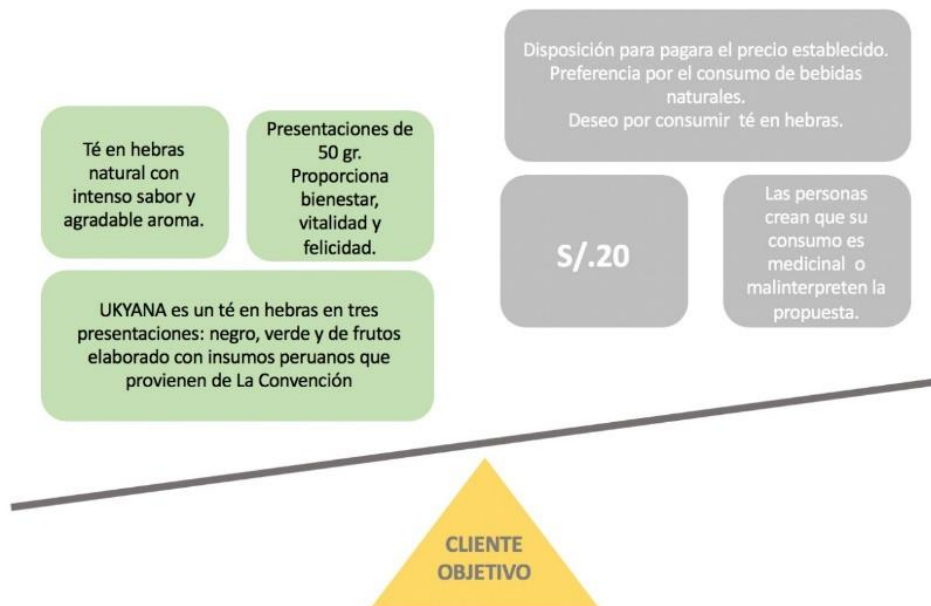 Té en hebras
natural con
intenso sabor y
agradable aroma.
Presentaciones de
50 gr.
Proporciona
bienestar,
vitalidad y
felicidad.
UKYANA es un té en hebras en tres
presentaciones: negro, verde y de frutos
elaborado con insumos peruanos que
provienen de La Convención
Disposición para pagara el precio establecido.
Preferencia por el consumo de bebidas
naturales.
Deseo por consumir té en hebras.
S/.20
Las personas
crean que su
consumo es
medicinal o
malinterpreten la
propuesta.
CLIENTE
OBJETIVO